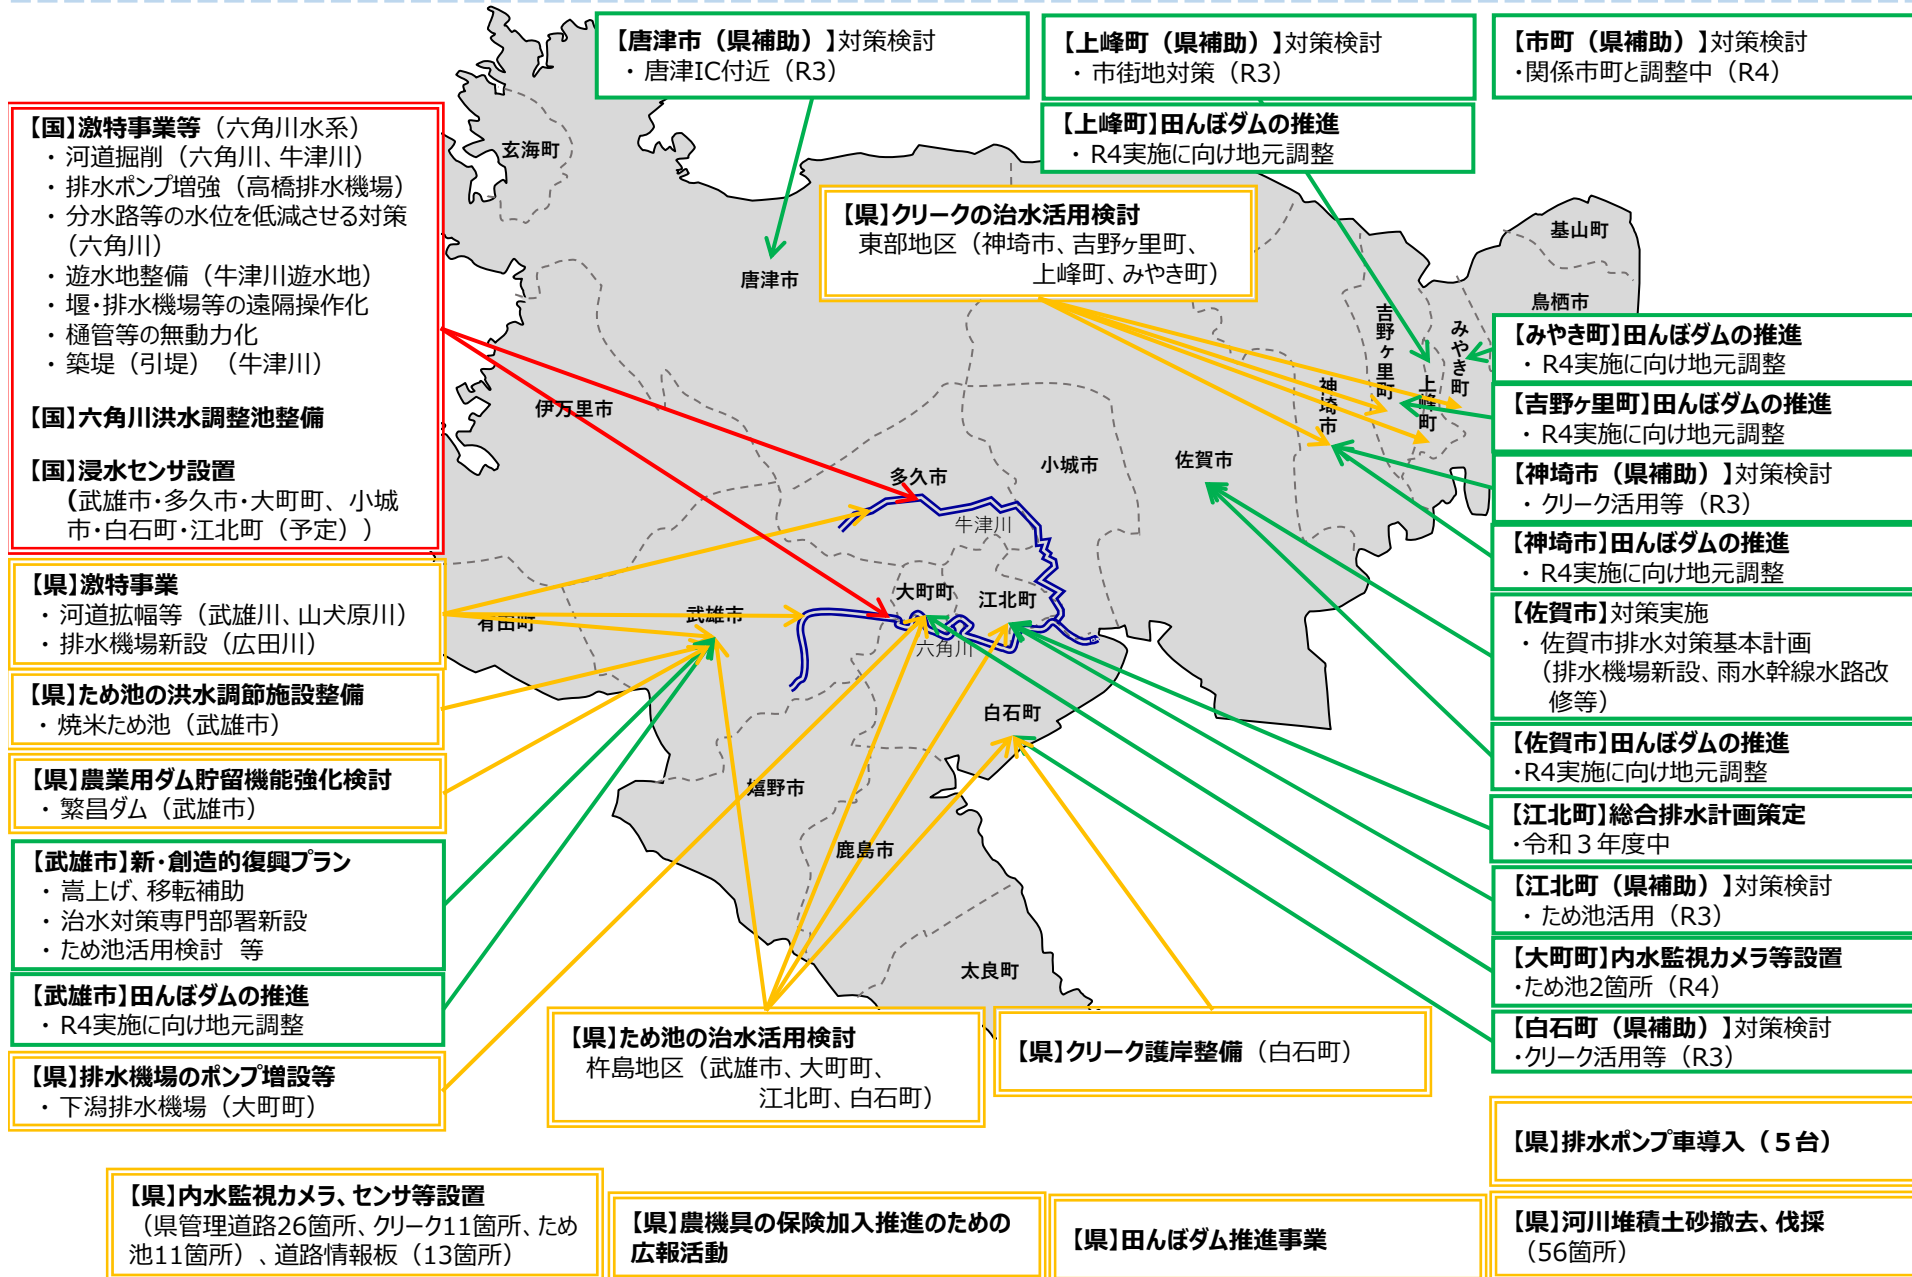 【唐津市（県補助）】対策検討
・ 唐津IC付近（R3）
【上峰町（県補助）】対策検討
・ 市街地対策（R3）
【市町（県補助）】対策検討
・関係市町と調整中（R4）
【上峰町】田んぼダムの推進
・ R4実施に向け地元調整
【国】激特事業等（六角川水系）
・ 河道掘削（六角川、牛津川）
・ 排水ポンプ増強（高橋排水機場）
・ 分水路等の水位を低減させる対策
（六角川）
・ 遊水地整備（牛津川遊水地）
・ 堰・排水機場等の遠隔操作化
・ 樋管等の無動力化
・ 築堤（引堤）（牛津川）
【国】六角川洪水調整池整備
【国】浸水センサ設置
（武雄市・多久市・大町町、小城
市・白石町・江北町（予定））
【県】クリークの治水活用検討
東部地区（神埼市、吉野ヶ里町、
上峰町、みやき町）
玄海町
唐津市
基山町
鳥栖市
吉野ヶ里町
みやき町
上峰町
神埼市
伊万里市
多久市
小城市
佐賀市
牛津川
大町町
江北町
武雄市
有田町
六角川
白石町
嬉野市
鹿島市
太良町
【みやき町】田んぼダムの推進
・ R4実施に向け地元調整
【吉野ヶ里町】田んぼダムの推進
・ R4実施に向け地元調整
【神埼市（県補助）】対策検討
・ クリーク活用等（R3）
【神埼市】田んぼダムの推進
・ R4実施に向け地元調整
【佐賀市】対策実施
・ 佐賀市排水対策基本計画
（排水機場新設、雨水幹線水路改
修等）
【佐賀市】田んぼダムの推進
・R4実施に向け地元調整
【江北町】総合排水計画策定
・令和３年度中
【江北町（県補助）】対策検討
・ ため池活用（R3）
【大町町】内水監視カメラ等設置
・ため池2箇所（R4）
【白石町（県補助）】対策検討
・クリーク活用等（R3）
【県】激特事業
・ 河道拡幅等（武雄川、山犬原川）
・ 排水機場新設（広田川）
【県】ため池の洪水調節施設整備
・ 焼米ため池（武雄市）
【県】農業用ダム貯留機能強化検討
・ 繁昌ダム（武雄市）
【武雄市】新・創造的復興プラン
・ 嵩上げ、移転補助
・ 治水対策専門部署新設
・ ため池活用検討 等
【武雄市】田んぼダムの推進
・ R4実施に向け地元調整
【県】排水機場のポンプ増設等
・ 下潟排水機場（大町町）
【県】ため池の治水活用検討
杵島地区（武雄市、大町町、
江北町、白石町）
【県】クリーク護岸整備（白石町）
【県】排水ポンプ車導入（５台）
【県】内水監視カメラ、センサ等設置
（県管理道路26箇所、クリーク11箇所、ため
池11箇所）、道路情報板（13箇所）
【県】農機具の保険加入推進のための
広報活動
【県】田んぼダム推進事業
【県】河川堆積土砂撤去、伐採
（56箇所）